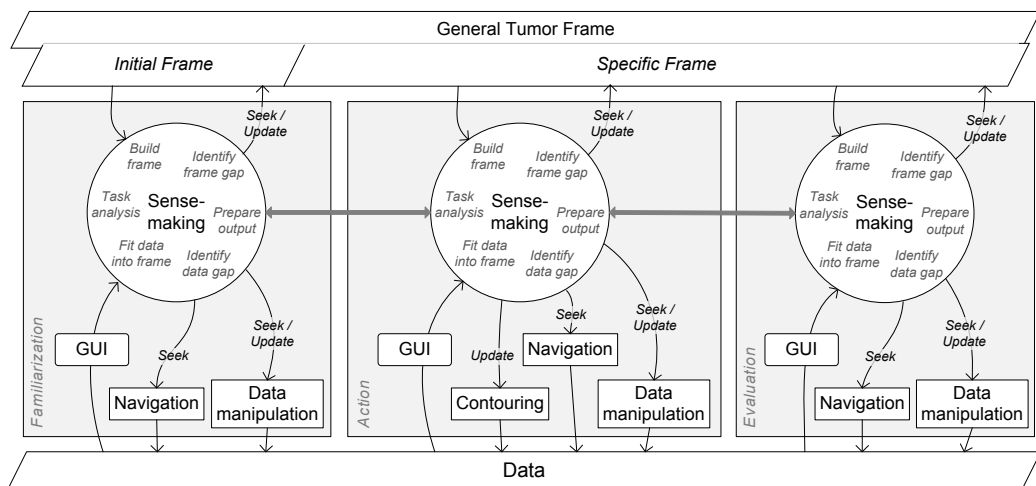 General Tumor Frame
Initial Frame
Specific Frame
Familiarization
Seek /
Update
Build
frame
Identify
frame gap
Task
analysis
Sense-
making
Prepare
output
Fit data
into frame
Identify
data gap
GUI
Seek
Seek /
Update
Navigation
Data
manipulation
Action
Seek /
Update
Build
frame
Identify
frame gap
Task
analysis
Sense-
making
Prepare
output
Fit data
into frame
Identify
data gap
GUI
Update
Seek
Seek /
Update
Navigation
Contouring
Data
manipulation
Evaluation
Seek /
Update
Build
frame
Identify
frame gap
Task
analysis
Sense-
making
Prepare
output
Fit data
into frame
Identify
data gap
GUI
Seek
Seek /
Update
Navigation
Data
manipulation
Data